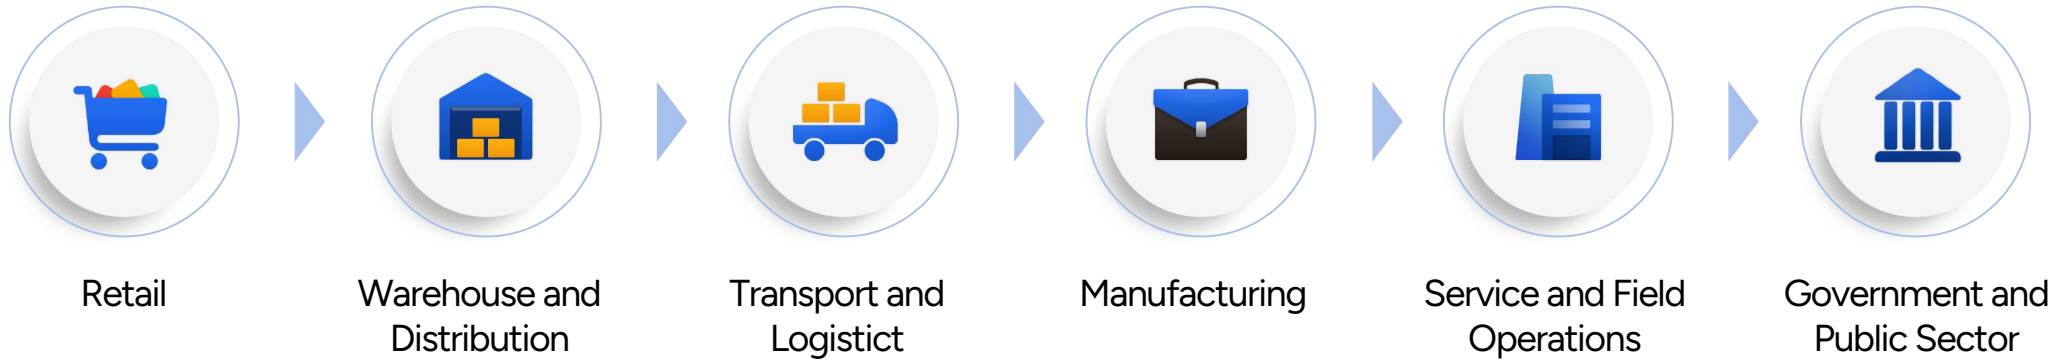 Retail
Warehouse and
Distribution
Transport and
Logistict
Manufacturing
Service and Field
Operations
Government and
Public Sector